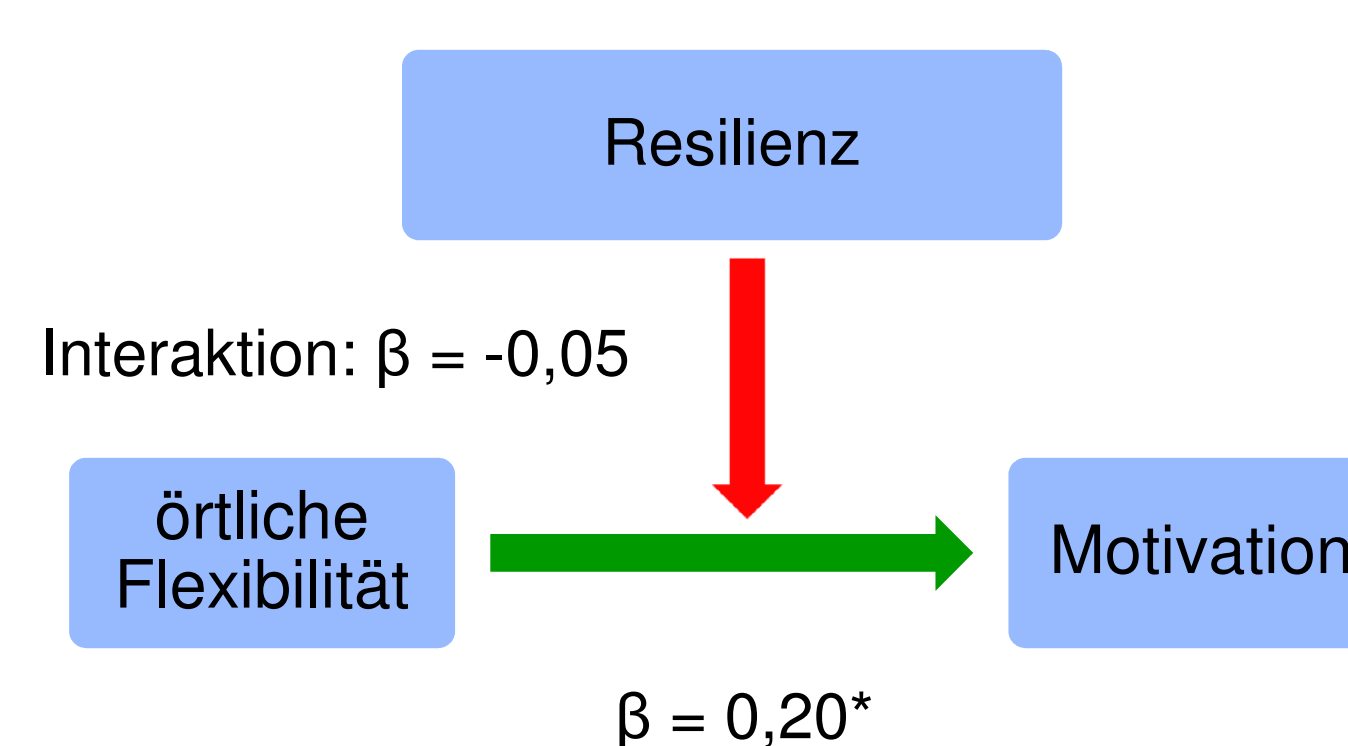 Resilienz
Interaktion: β = -0,05
örtliche
Flexibilität
Motivation
β = 0,20*